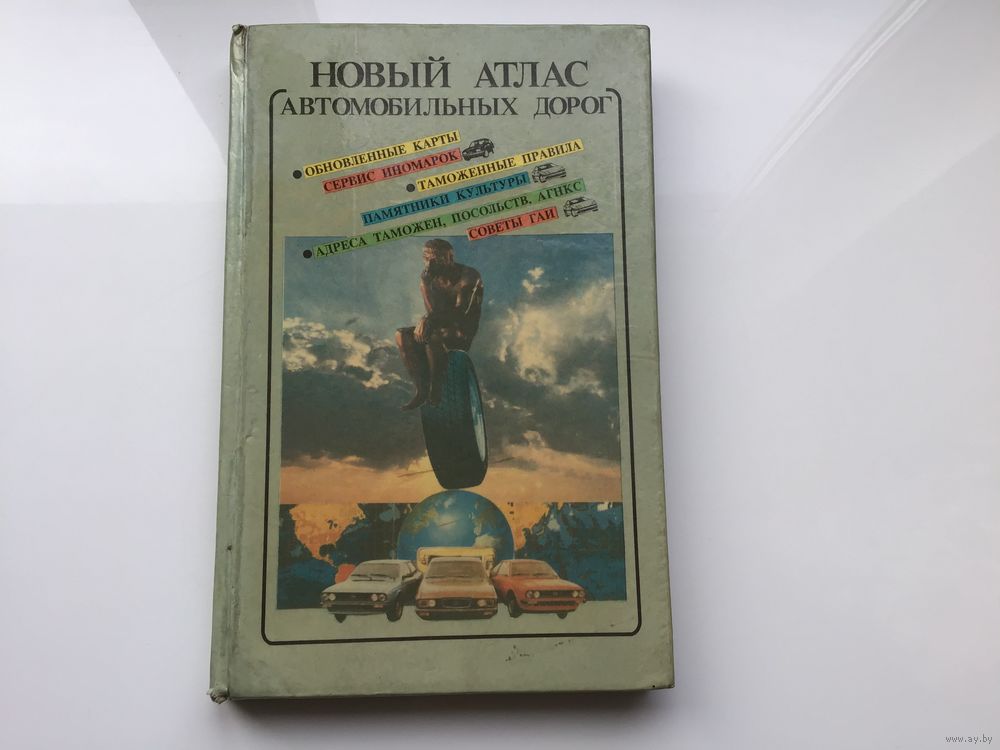 НОВЫЙ АТЛАС
АВТОМОБИЛЬНЫХ ДОРОГ
• ОБНОВЛЕННЫЕ КАРТЫ
СЕРВИС ИНОМАРОК
• ТАМОЖЕННЫЕ ПРАВИЛА
ПАМЯТНИКИ КУЛЬТУРЫ
• АДРЕСА ТАМОЖЕН, ПОСОЛЬСТВ, АГНКС
СОВЕТЫ ГАИ
www.ay.by